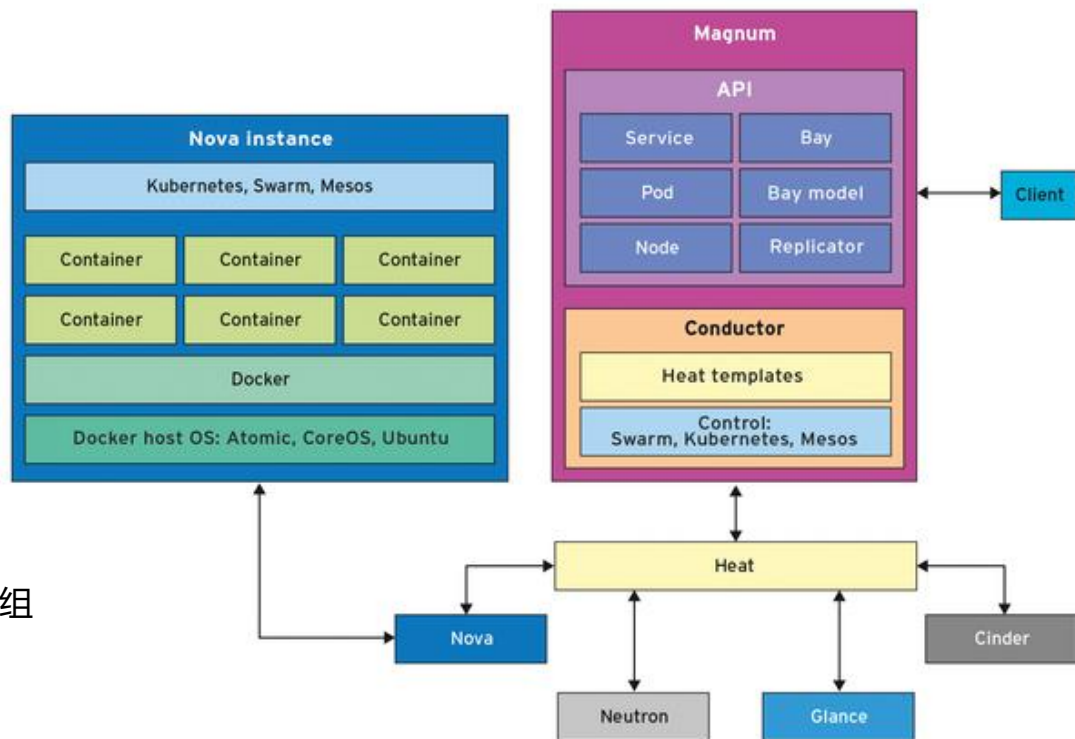 Nova instance
Kubernetes, Swarm, Mesos
Container
Container
Container
Container
Container
Container
Docker
Docker host OS: Atomic, CoreOS, Ubuntu
Magnum
API
Service
Bay
Pod
Bay model
Node
Replicator
Conductor
Heat templates
Control:
Swarm, Kubernetes, Mesos
Client
Heat
组
Nova
Cinder
Neutron
Glance